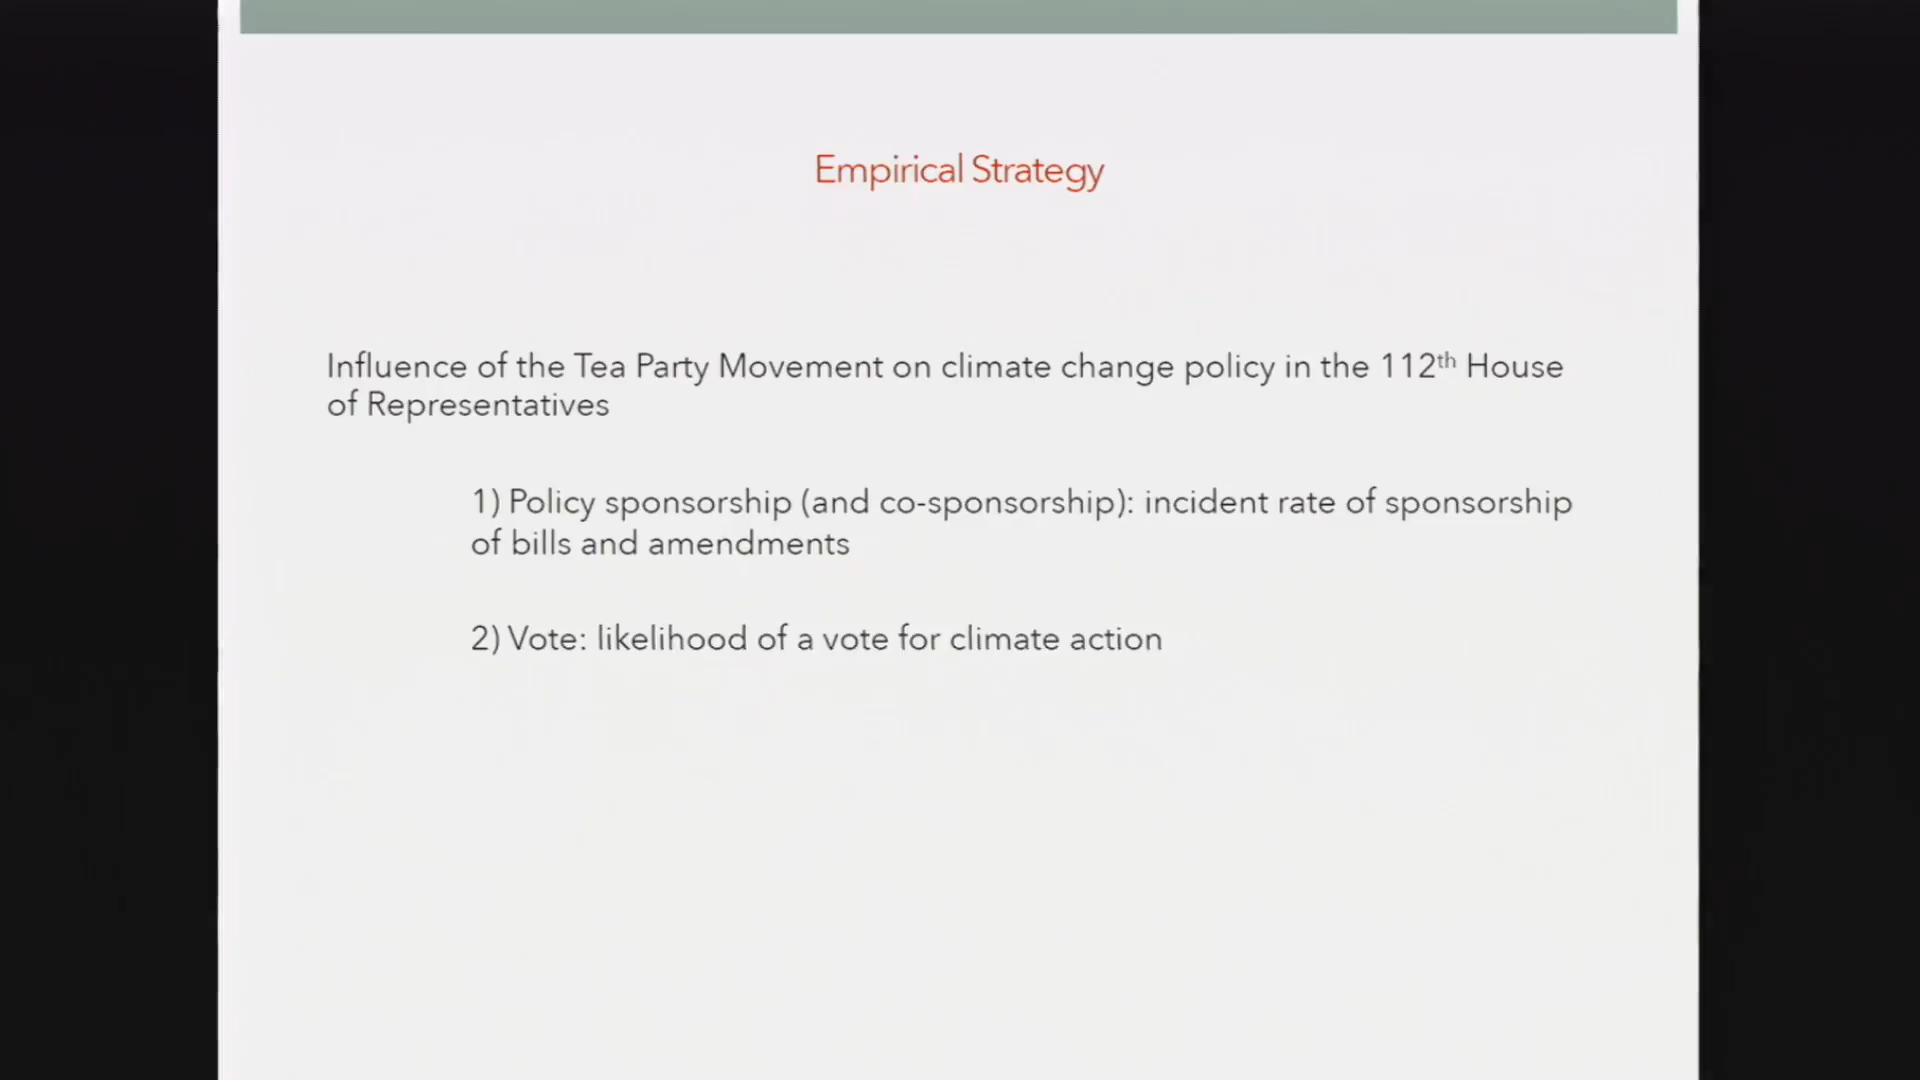 Empirical Strategy
Influence of the Tea Party Movement on climate change policy in the 112th House
of Representatives
1) Policy sponsorship (and co-sponsorship): incident rate of sponsorship
of bills and amendments
2) Vote: likelihood of a vote for climate action